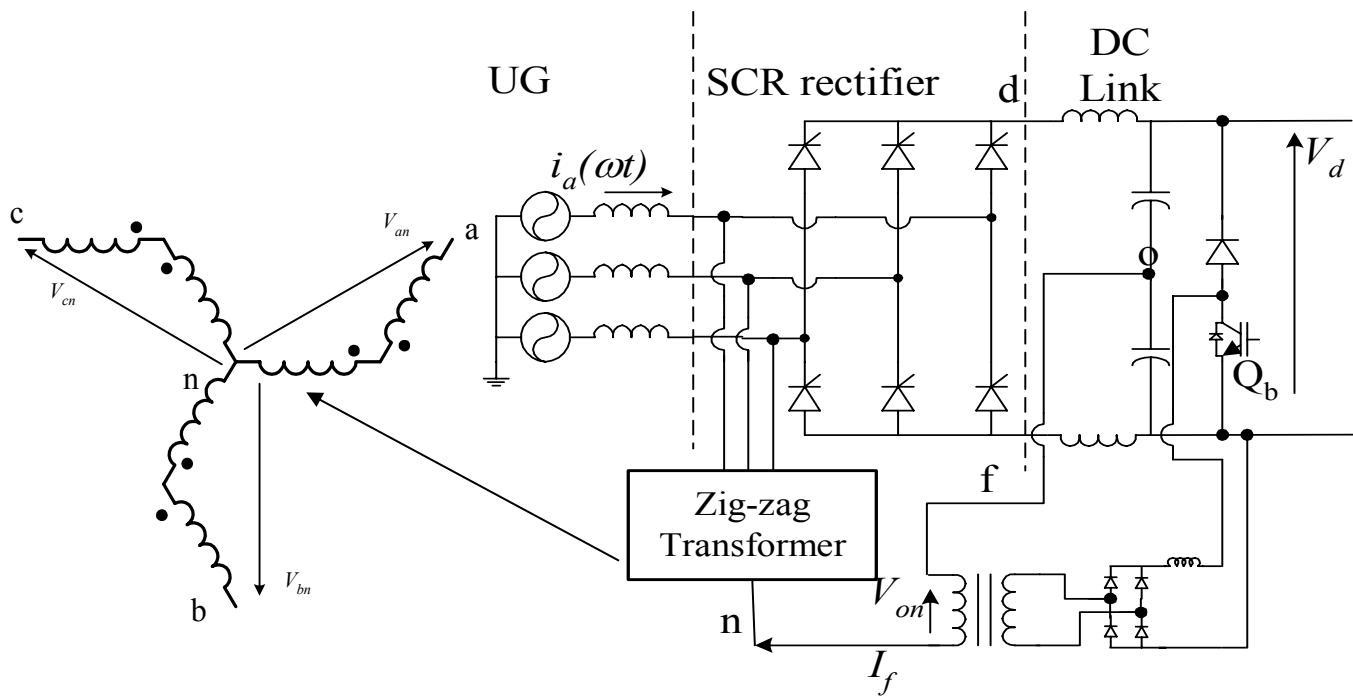 UG
SCR rectifier
DC
Link
d
i_a(ωt)
V_d
c
a
V_an
V_cn
n
o
Q_b
f
Zig-zag
Transformer
V_bn
b
V_on
n
I_f